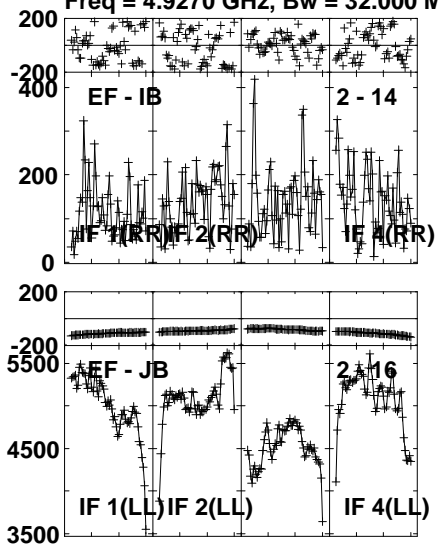 Freq = 4.9270 GHz, Bw = 32.000 M
200
-200
400
EF - IB 2 - 14
200
IF 1(RR) IF 2(RR) IF 4(RR)
0
200
-200
EF - JB 2 - 16
5500
4500
IF 1(LL) IF 2(LL) IF 4(LL)
3500